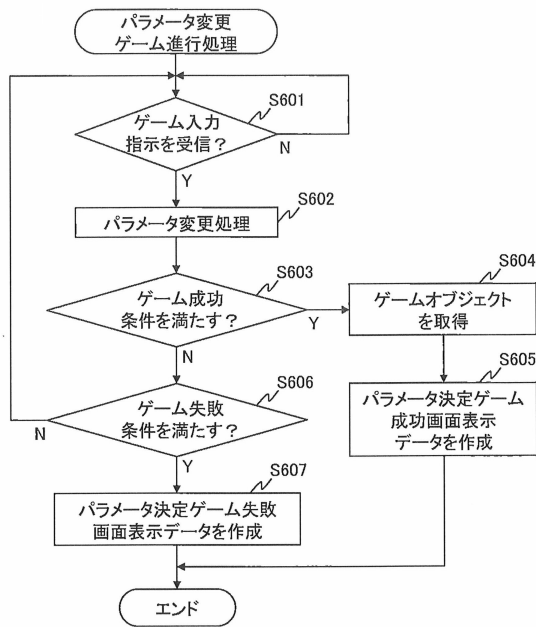 パラメータ変更
ゲーム進行処理
S601
ゲーム入力
指示を受信？
N
Y
S602
パラメータ変更処理
S603
ゲーム成功
条件を満たす？
Y
N
S604
ゲームオブジェクト
を取得
S605
パラメータ決定ゲーム
成功画面表示
データを作成
S606
ゲーム失敗
条件を満たす？
N
Y
S607
パラメータ決定ゲーム失敗
画面表示データを作成
エンド